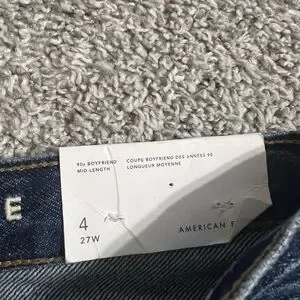 90s BOYFRIEND COUPE BOYFRIEND DES ANNÉES 90
MID-LENGTH LONGUEUR MOYENNE
E
4
27W AMERICAN E